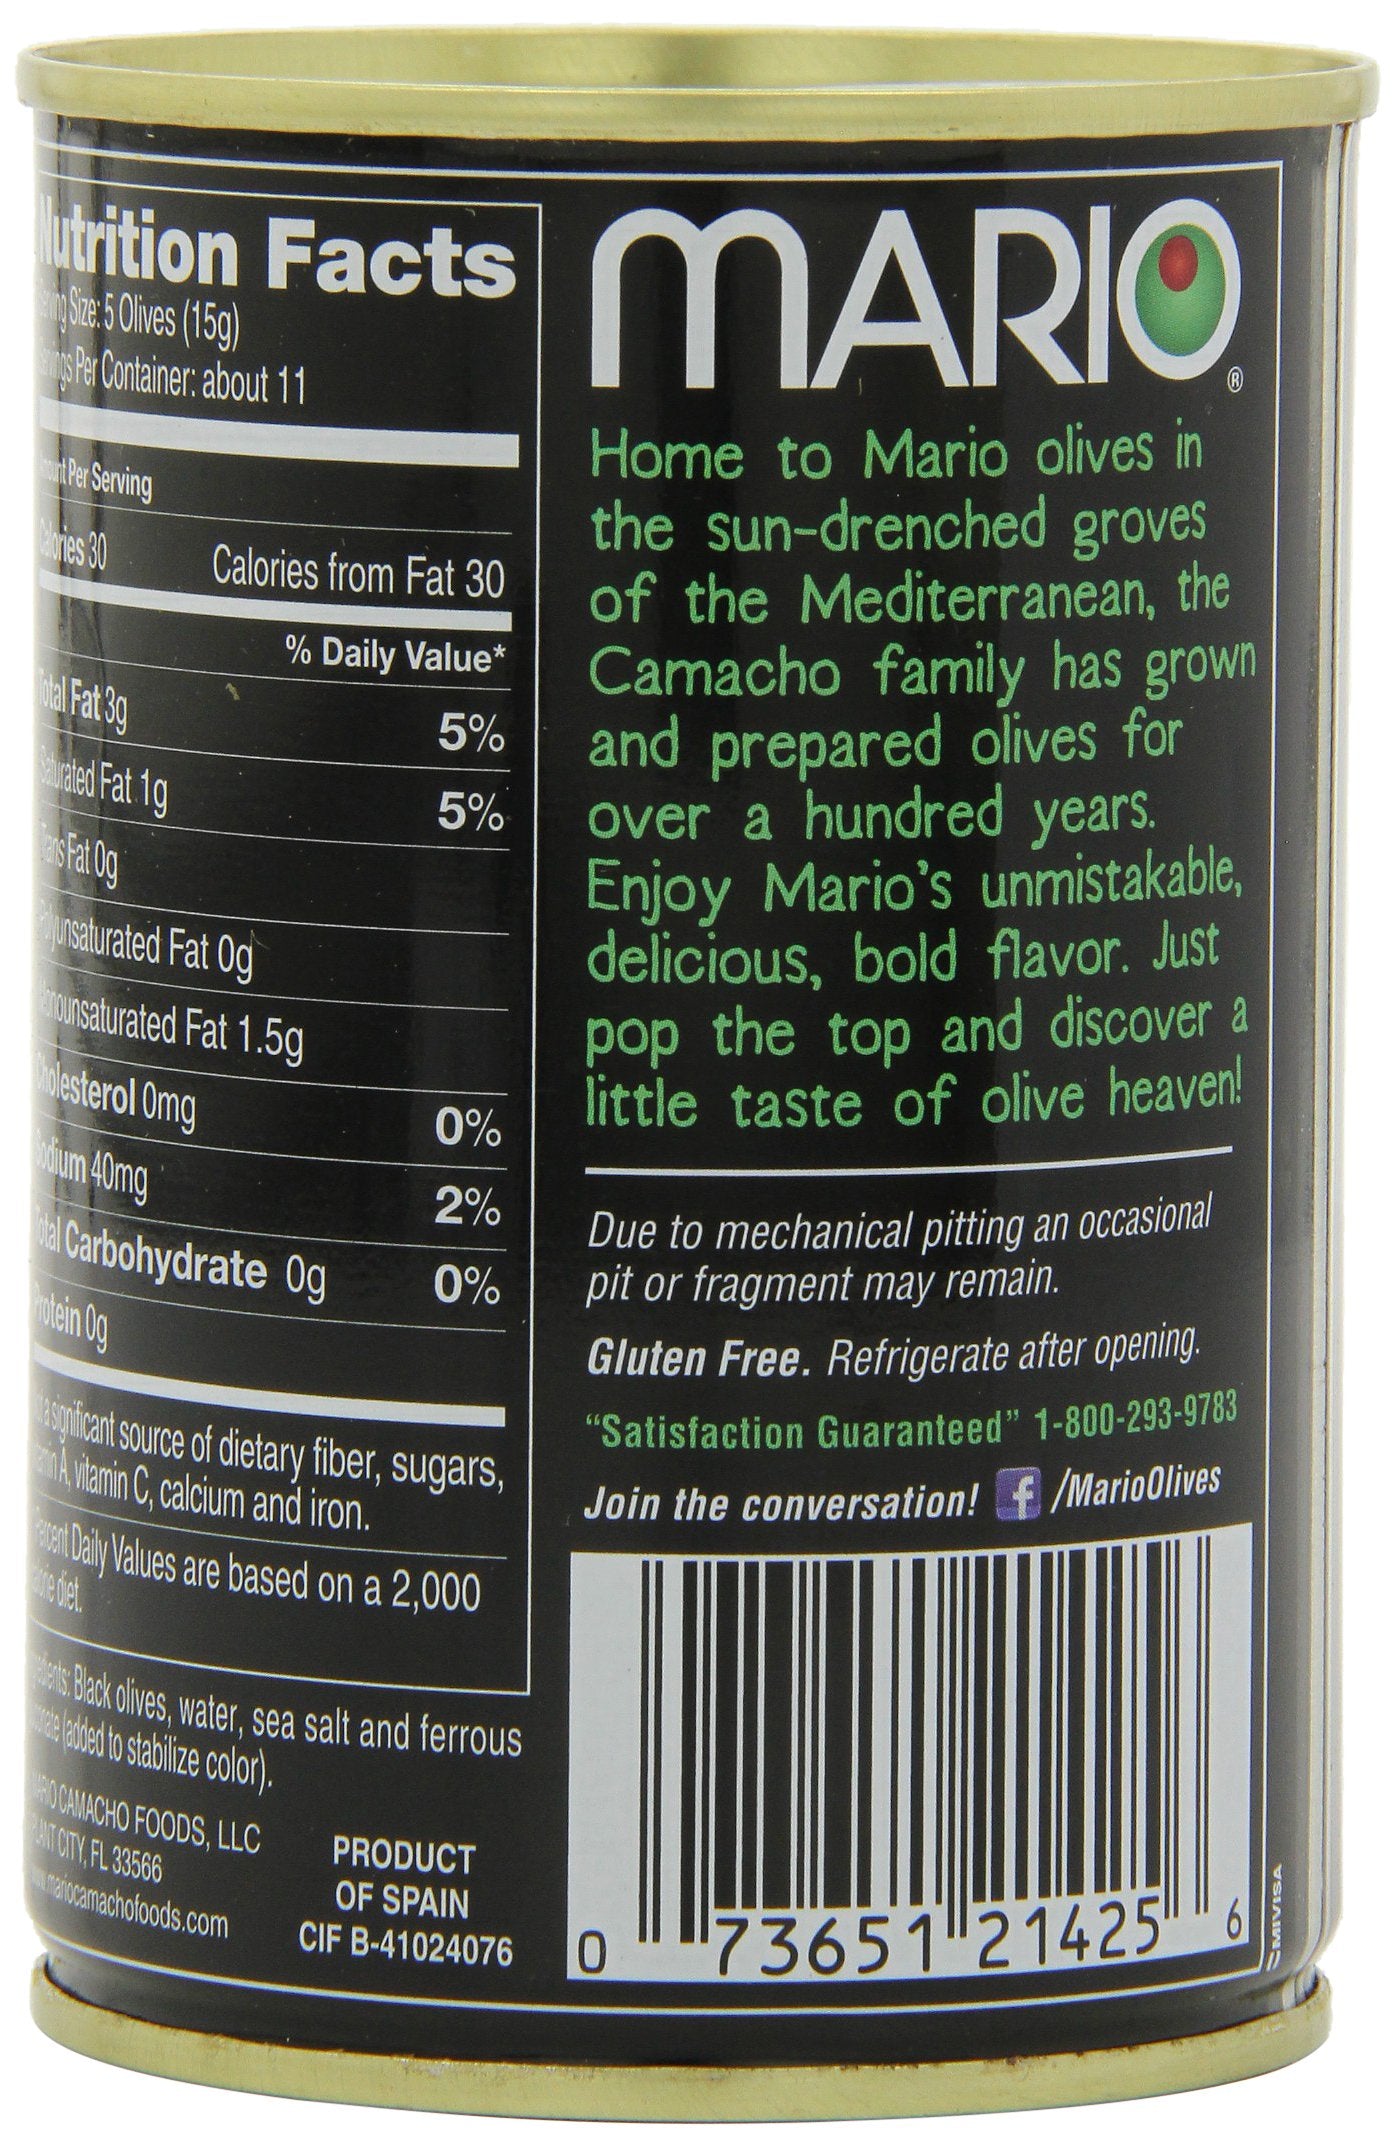 Nutrition Facts
Size: 5 Olives (15g)
Per Container: about 11
Per Serving
Calories 30 Calories from Fat 30
% Daily Value*
Total Fat 3g 5%
Saturated Fat 1g 5%
Trans Fat 0g
Polyunsaturated Fat 0g
Monounsaturated Fat 1.5g
Cholesterol 0mg 0%
Sodium 40mg 2%
Total Carbohydrate 0g 0%
Protein 0g
a significant source of dietary fiber, sugars,
vitamin A, vitamin C, calcium and iron.
Percent Daily Values are based on a 2,000
diet.
Black olives, water, sea salt and ferrous
(added to stabilize color).
MARIO CAMACHO FOODS, LLC
PLANT CITY, FL 33566
www.mariocamachofoods.com
PRODUCT
OF SPAIN
CIF B-41024076
MARIO®
Home to Mario olives in
the sun-drenched groves
of the Mediterranean, the
Camacho family has grown
and prepared olives for
over a hundred years.
Enjoy Mario's unmistakable,
delicious, bold flavor. Just
pop the top and discover a
little taste of olive heaven!
Due to mechanical pitting an occasional
pit or fragment may remain.
Gluten Free. Refrigerate after opening.
"Satisfaction Guaranteed" 1-800-293-9783
Join the conversation! f /MarioOlives
0 73651 21425 6
MIVISA